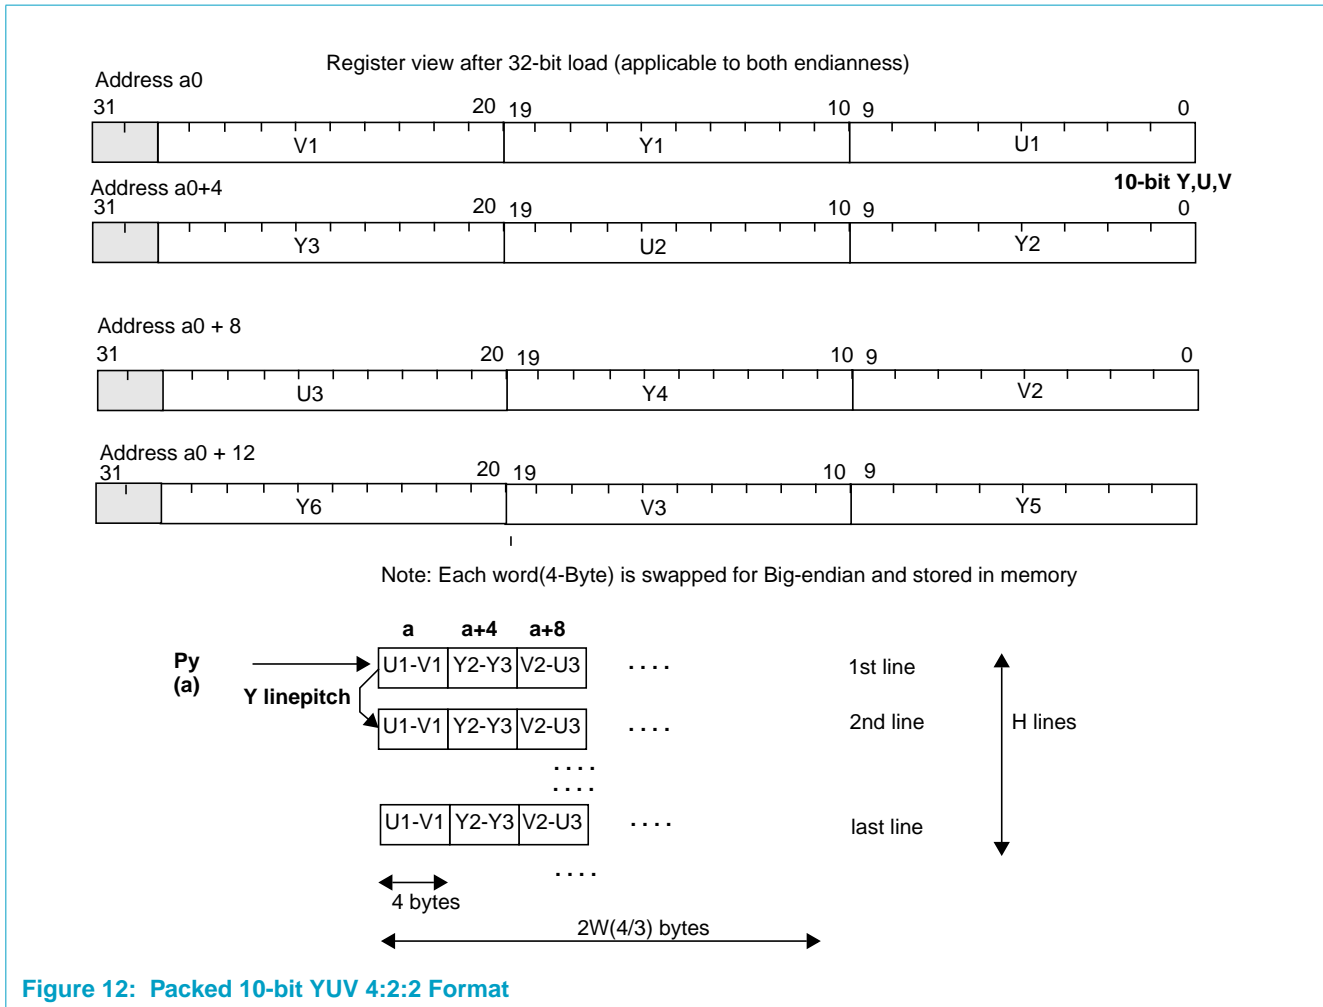 Register view after 32-bit load (applicable to both endianness)
Address a0
31 20 19 10 9 0
V1 Y1 U1
10-bit Y,U,V
Address a0+4
31 20 19 10 9 0
Y3 U2 Y2
Address a0 + 8
31 20 19 10 9 0
U3 Y4 V2
Address a0 + 12
31 20 19 10 9
Y6 V3 Y5
Note: Each word(4-Byte) is swapped for Big-endian and stored in memory
a a+4 a+8
Py
(a)
Y linepitch
U1-V1 Y2-Y3 V2-U3 .... 1st line
U1-V1 Y2-Y3 V2-U3 .... 2nd line
H lines
....
....
U1-V1 Y2-Y3 V2-U3 .... last line
....
4 bytes
2W(4/3) bytes
Figure 12: Packed 10-bit YUV 4:2:2 Format